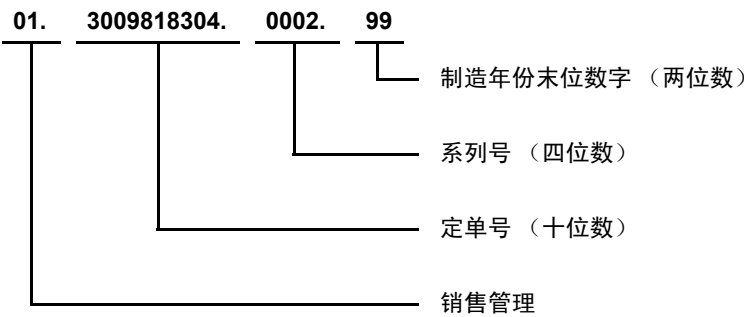 01. 3009818304. 0002. 99
制造年份末位数字 （两位数）
系列号 （四位数）
定单号 （十位数）
销售管理